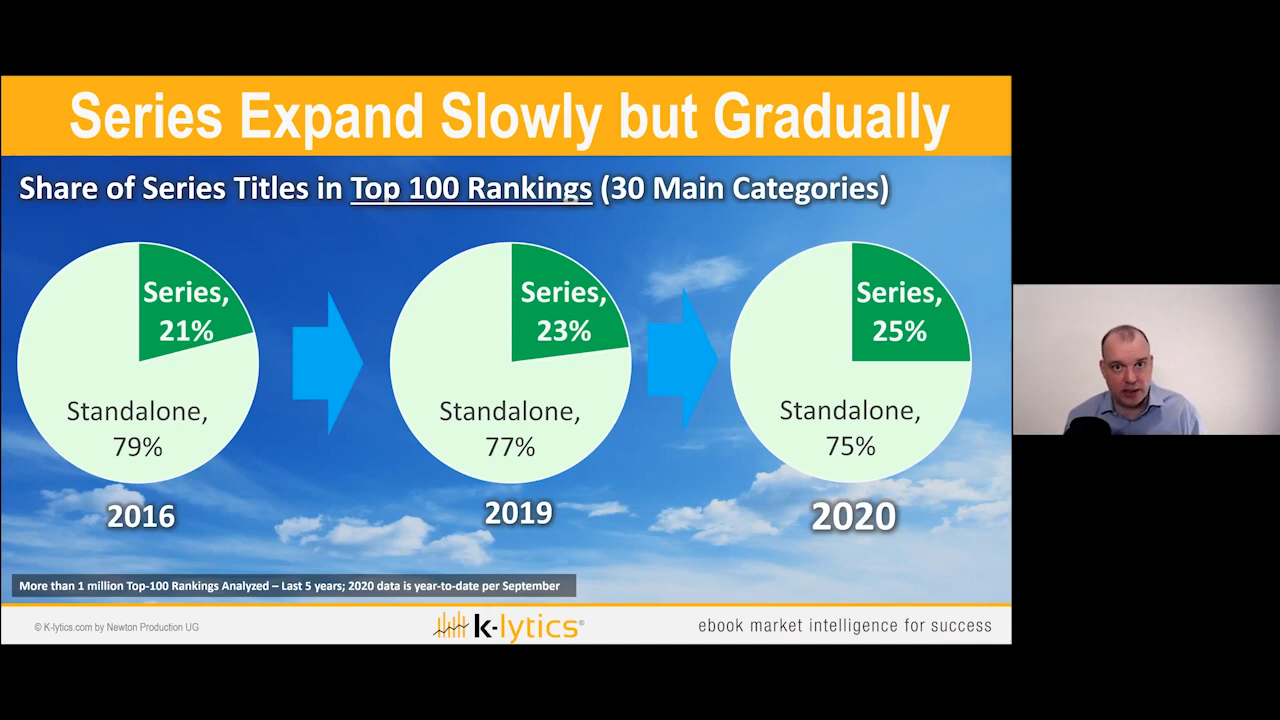 Series Expand Slowly but Gradually
Share of Series Titles in Top 100 Rankings (30 Main Categories)
Series,
21%
Standalone,
79%
2016
Series,
23%
Standalone,
77%
2019
Series,
25%
Standalone,
75%
2020
More than 1 million Top-100 Rankings Analyzed – Last 5 years; 2020 data is year-to-date per September
© K-lytics.com by Newton Production UG
k-lytics®
ebook market intelligence for success